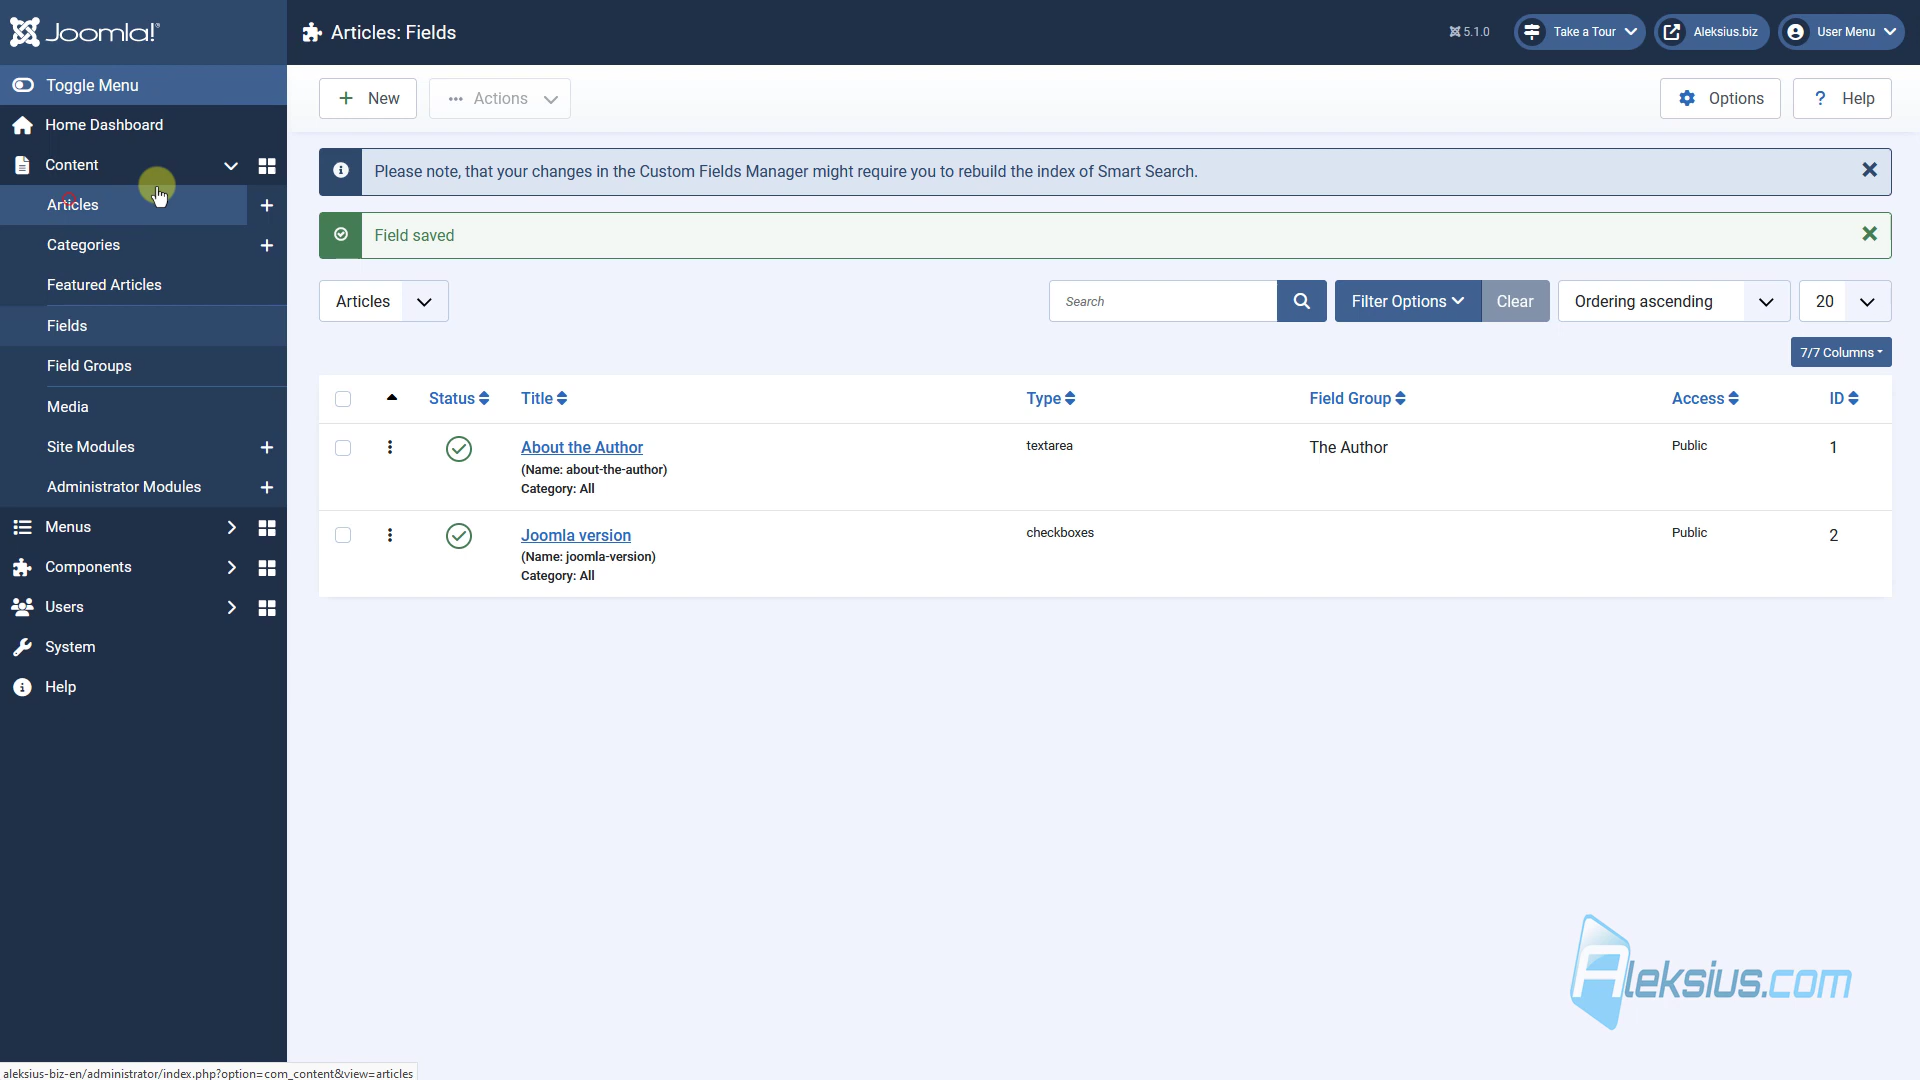 Joomla!
Articles: Fields
5.1.0
Take a Tour
Aleksius.biz
User Menu
Toggle Menu
Home Dashboard
Content
Articles
Categories
Featured Articles
Fields
Field Groups
Media
Site Modules
Administrator Modules
Menus
Components
Users
System
Help
New
Actions
Options
Help
Please note, that your changes in the Custom Fields Manager might require you to rebuild the index of Smart Search.
Field saved
Articles
Search
Filter Options
Clear
Ordering ascending
20
7/7 Columns
Status
Title
Type
Field Group
Access
ID
About the Author
textarea
The Author
Public
1
(Name: about-the-author)
Category: All
Joomla version
checkboxes
Public
2
(Name: joomla-version)
Category: All
Aleksius.com
aleksius-biz-en/administrator/index.php?option=com_content&view=articles